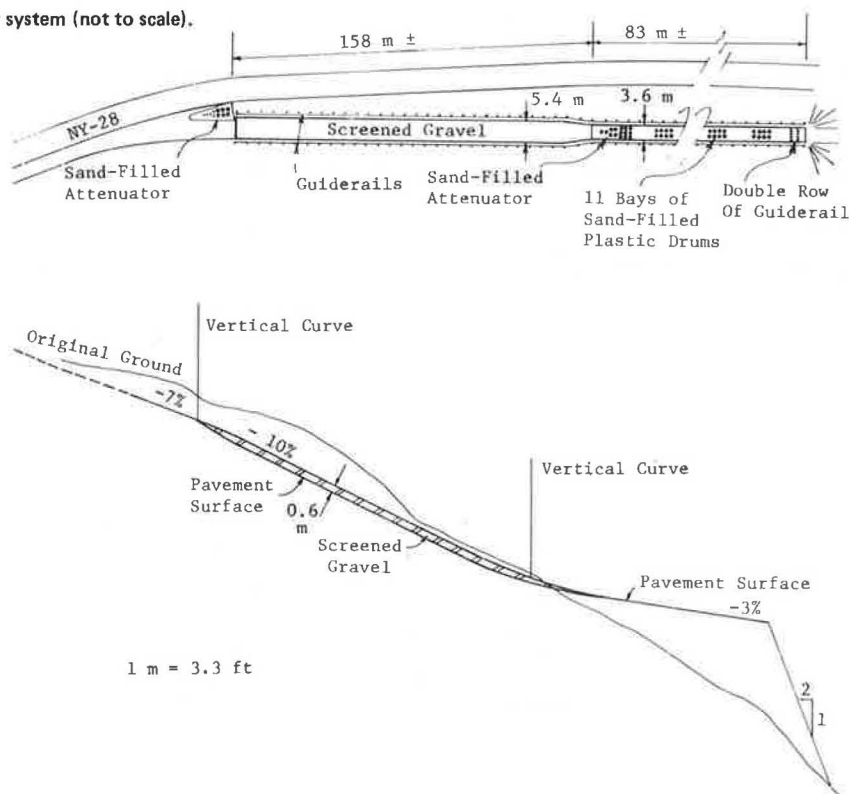 system (not to scale).
158 m ±
83 m ±
5.4 m
3.6 m
NY-28
Screened Gravel
Sand-Filled
Attenuator
Guiderails
Sand-Filled
Attenuator
11 Bays of
Sand-Filled
Plastic Drums
Double Row
Of Guiderail
Vertical Curve
Original Ground
-7%
- 10%
Vertical Curve
Pavement
Surface
0.6
m
Screened
Gravel
Pavement Surface
-3%
1 m = 3.3 ft
2
1